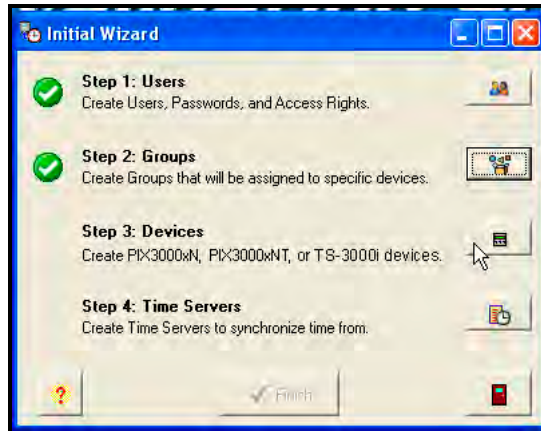 Initial Wizard
Step 1: Users
Create Users, Passwords, and Access Rights.
Step 2: Groups
Create Groups that will be assigned to specific devices.
Step 3: Devices
Create PIX3000xN, PIX3000xNT, or TS-3000i devices.
Step 4: Time Servers
Create Time Servers to synchronize time from.
? Finish